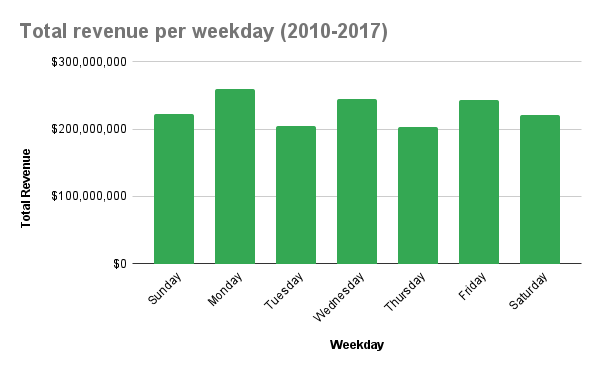 Total revenue per weekday (2010-2017)
$300,000,000
$200,000,000
$100,000,000
$0
Total Revenue
Sunday
Monday
Tuesday
Wednesday
Thursday
Friday
Saturday
Weekday